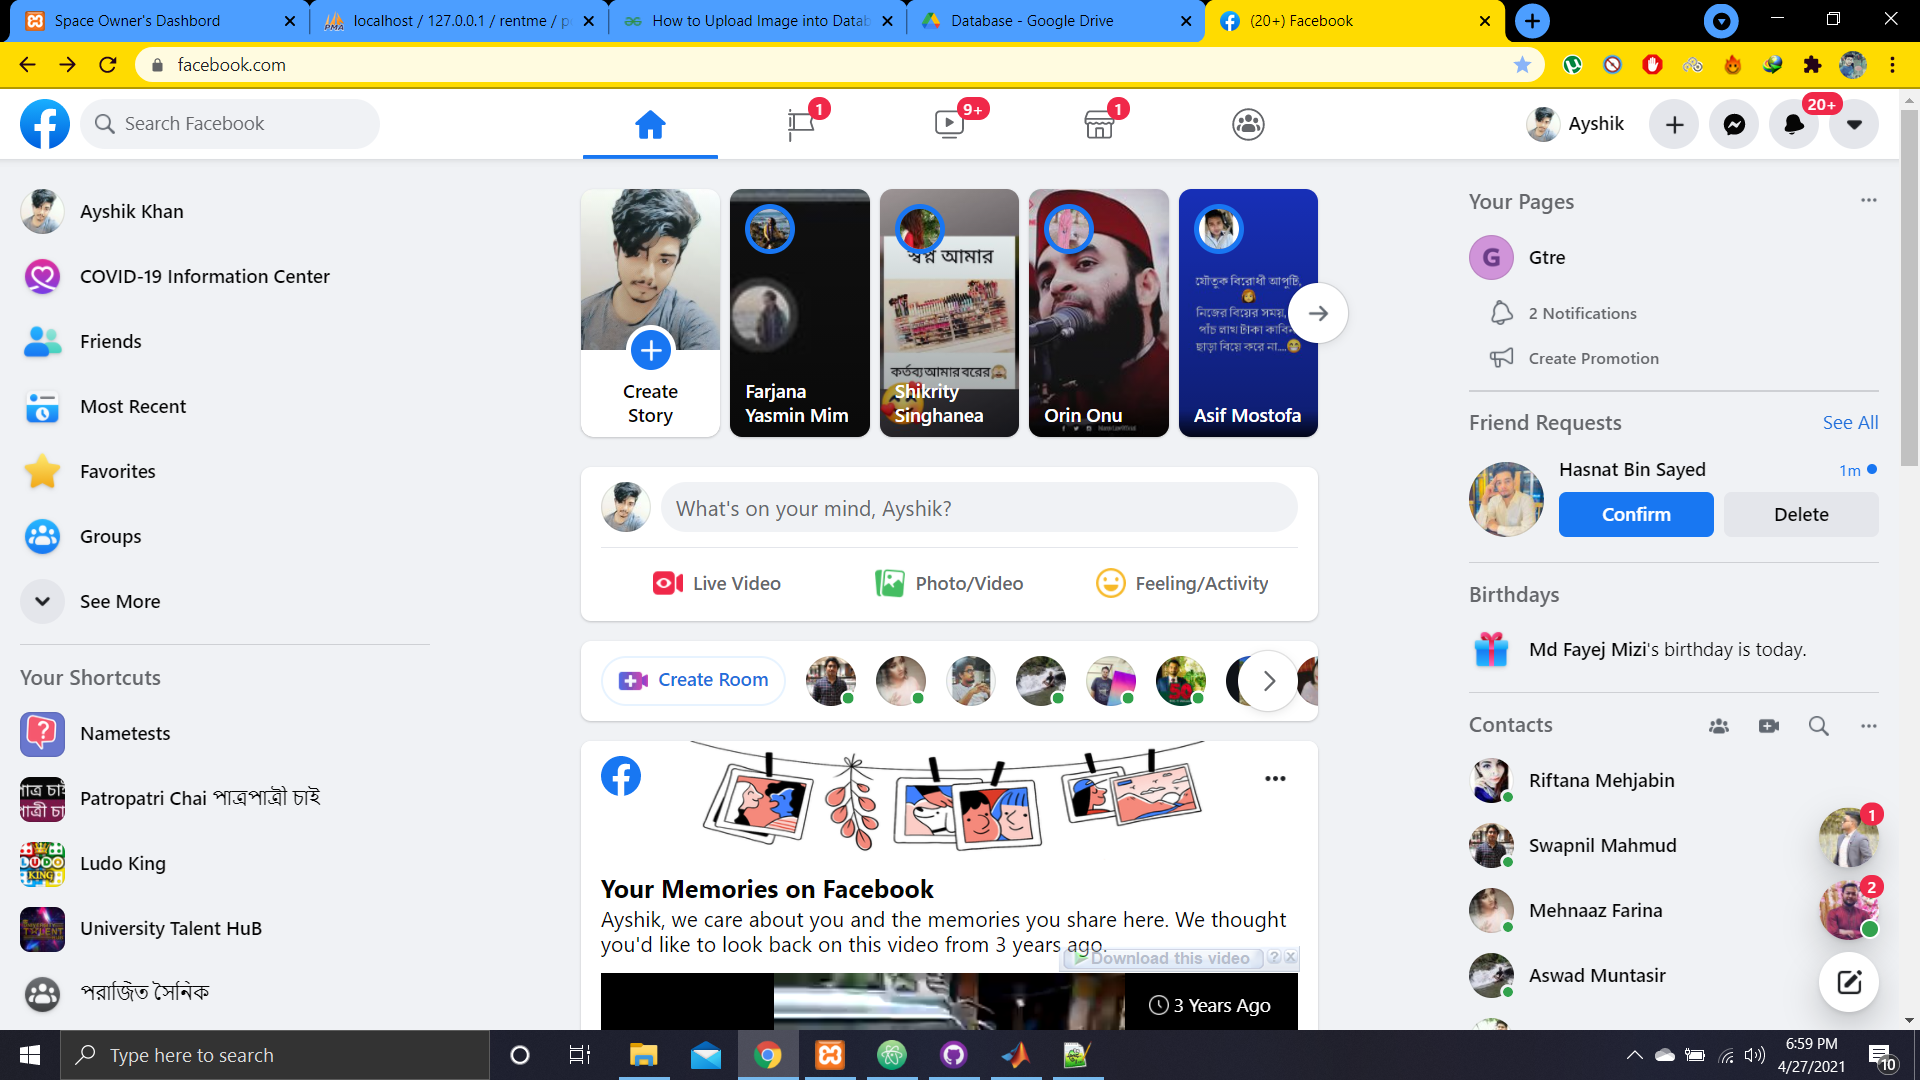 Space Owner's Dashbord
localhost / 127.0.0.1 / rentme / p
How to Upload Image into Datab
Database - Google Drive
(20+) Facebook
facebook.com
Search Facebook
1
9+
1
Ayshik
20+
Ayshik Khan
COVID-19 Information Center
Friends
Most Recent
Favorites
Groups
See More
Your Shortcuts
Nametests
Patropatri Chai পাত্রপাত্রী চাই
Ludo King
University Talent HuB
পরাজিত সৈনিক
Create
Story
Farjana
Yasmin Mim
স্বপ্ন আমার
কর্তব্য আমার বরের
Shikrity
Singhanea
Orin Onu
যৌতুক বিরোধী আপুটি,
নিজের বিয়ের সময়,
পাঁচ লাখ টাকা কাবিন
ছাড়া বিয়ে করে না....
Asif Mostofa
What's on your mind, Ayshik?
Live Video
Photo/Video
Feeling/Activity
Create Room
Your Memories on Facebook
Ayshik, we care about you and the memories you share here. We thought
you'd like to look back on this video from 3 years ago.
Download this video
3 Years Ago
Your Pages
G
Gtre
2 Notifications
Create Promotion
Friend Requests
See All
Hasnat Bin Sayed
1m
Confirm
Delete
Birthdays
Md Fayej Mizi's birthday is today.
Contacts
Riftana Mehjabin
Swapnil Mahmud
Mehnaaz Farina
Aswad Muntasir
1
2
Type here to search
6:59 PM
4/27/2021
10